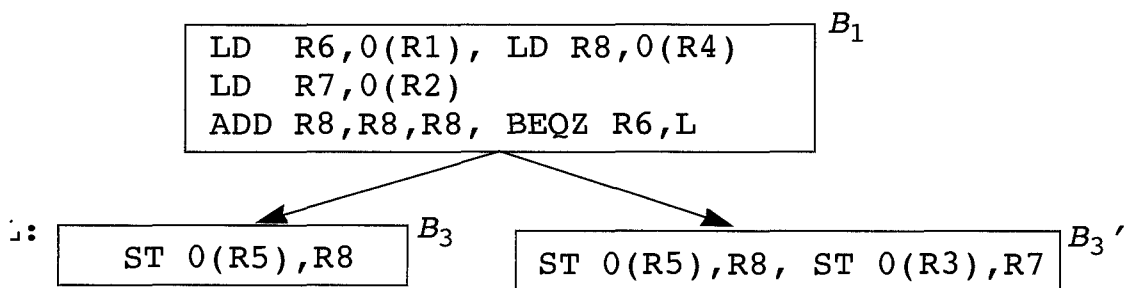 LD R6,0(R1), LD R8,0(R4)
B1
LD R7,0(R2)
ADD R8,R8,R8, BEQZ R6,L
ST 0(R5),R8
B3
ST 0(R5),R8, ST 0(R3),R7
B3'